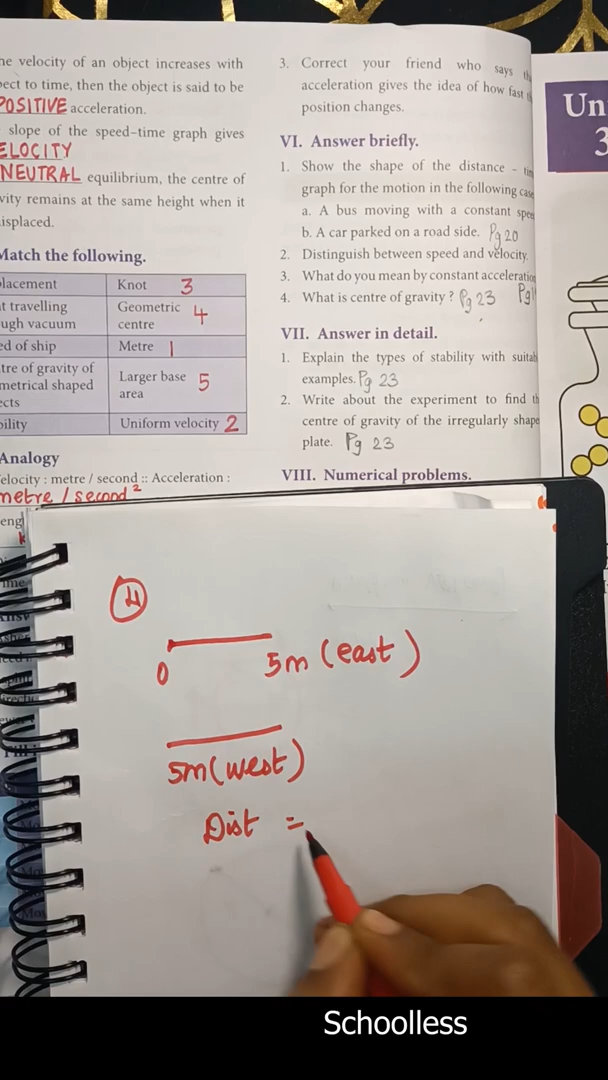 he velocity of an object increases with
pect to time, then the object is said to be
POSITIVE acceleration.
slope of the speed–time graph gives
ELOCITY
NEUTRAL equilibrium, the centre of
vity remains at the same height when it
isplaced.
Match the following.
placement Knot 3
t travelling
ugh vacuum Geometric
centre 4
ed of ship Metre 1
tre of gravity of
metrical shaped
ects Larger base
area 5
bility Uniform velocity 2
Analogy
elocity : metre / second :: Acceleration :
metre / second 2
eng
3. Correct your friend who says th
acceleration gives the idea of how fast t
position changes.
VI. Answer briefly.
1. Show the shape of the distance – tim
graph for the motion in the following case
a. A bus moving with a constant spee
b. A car parked on a road side. Pg 20
2. Distinguish between speed and velocity.
3. What do you mean by constant acceleration
4. What is centre of gravity ? Pg 23 Pg1
VII. Answer in detail.
1. Explain the types of stability with suitab
examples. Pg 23
2. Write about the experiment to find th
centre of gravity of the irregularly shape
plate. Pg 23
VIII. Numerical problems.
Un
3
4
0 5m (east)
5m (west)
Dist =
Schoolless